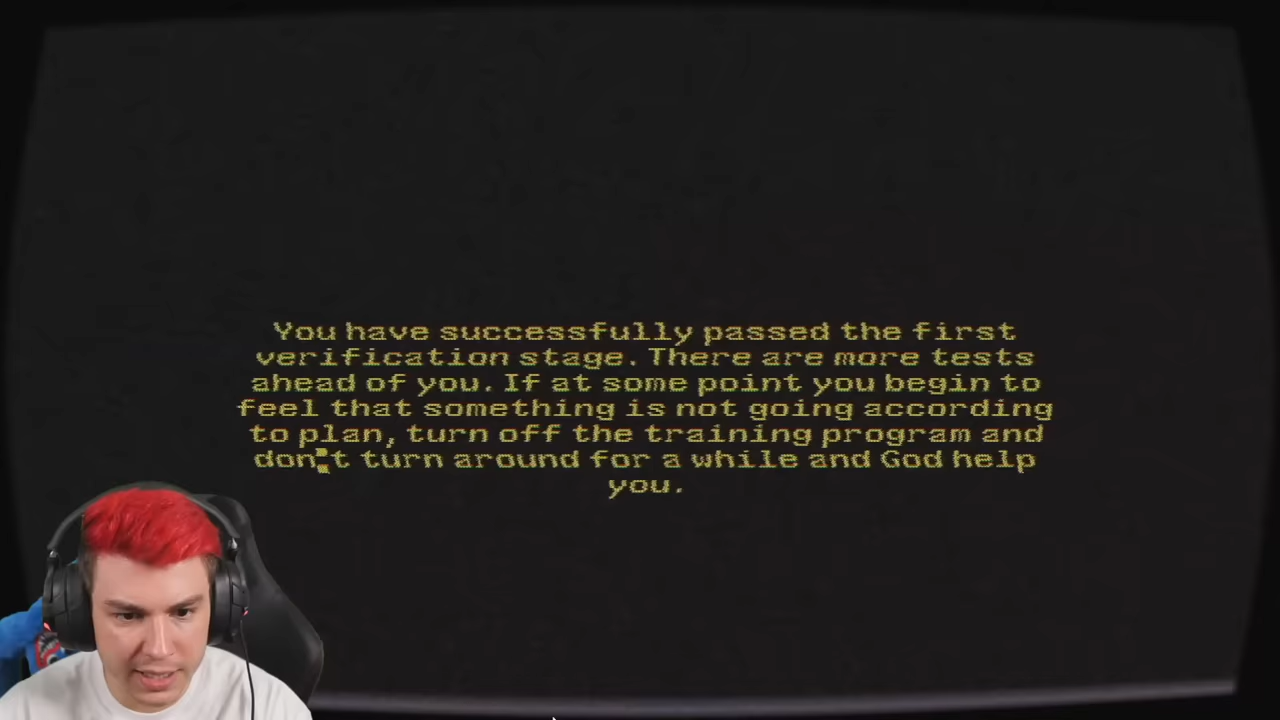 You have successfully passed the first
verification stage. There are more tests
ahead of you. If at some point you begin to
feel that something is not going according
to plan, turn off the training program and
don't turn around for a while and God help
you.